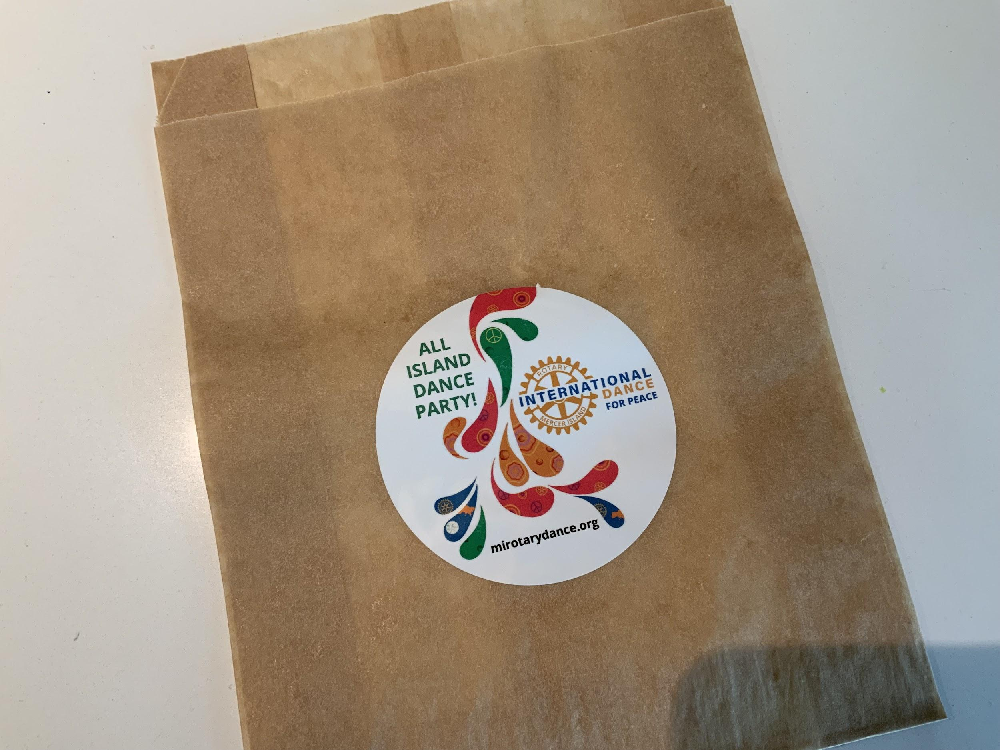 ALL
ISLAND
DANCE
PARTY!
ROTARY
INTERNATIONAL
DANCE
FOR PEACE
MERCER ISLAND
mirotarydance.org